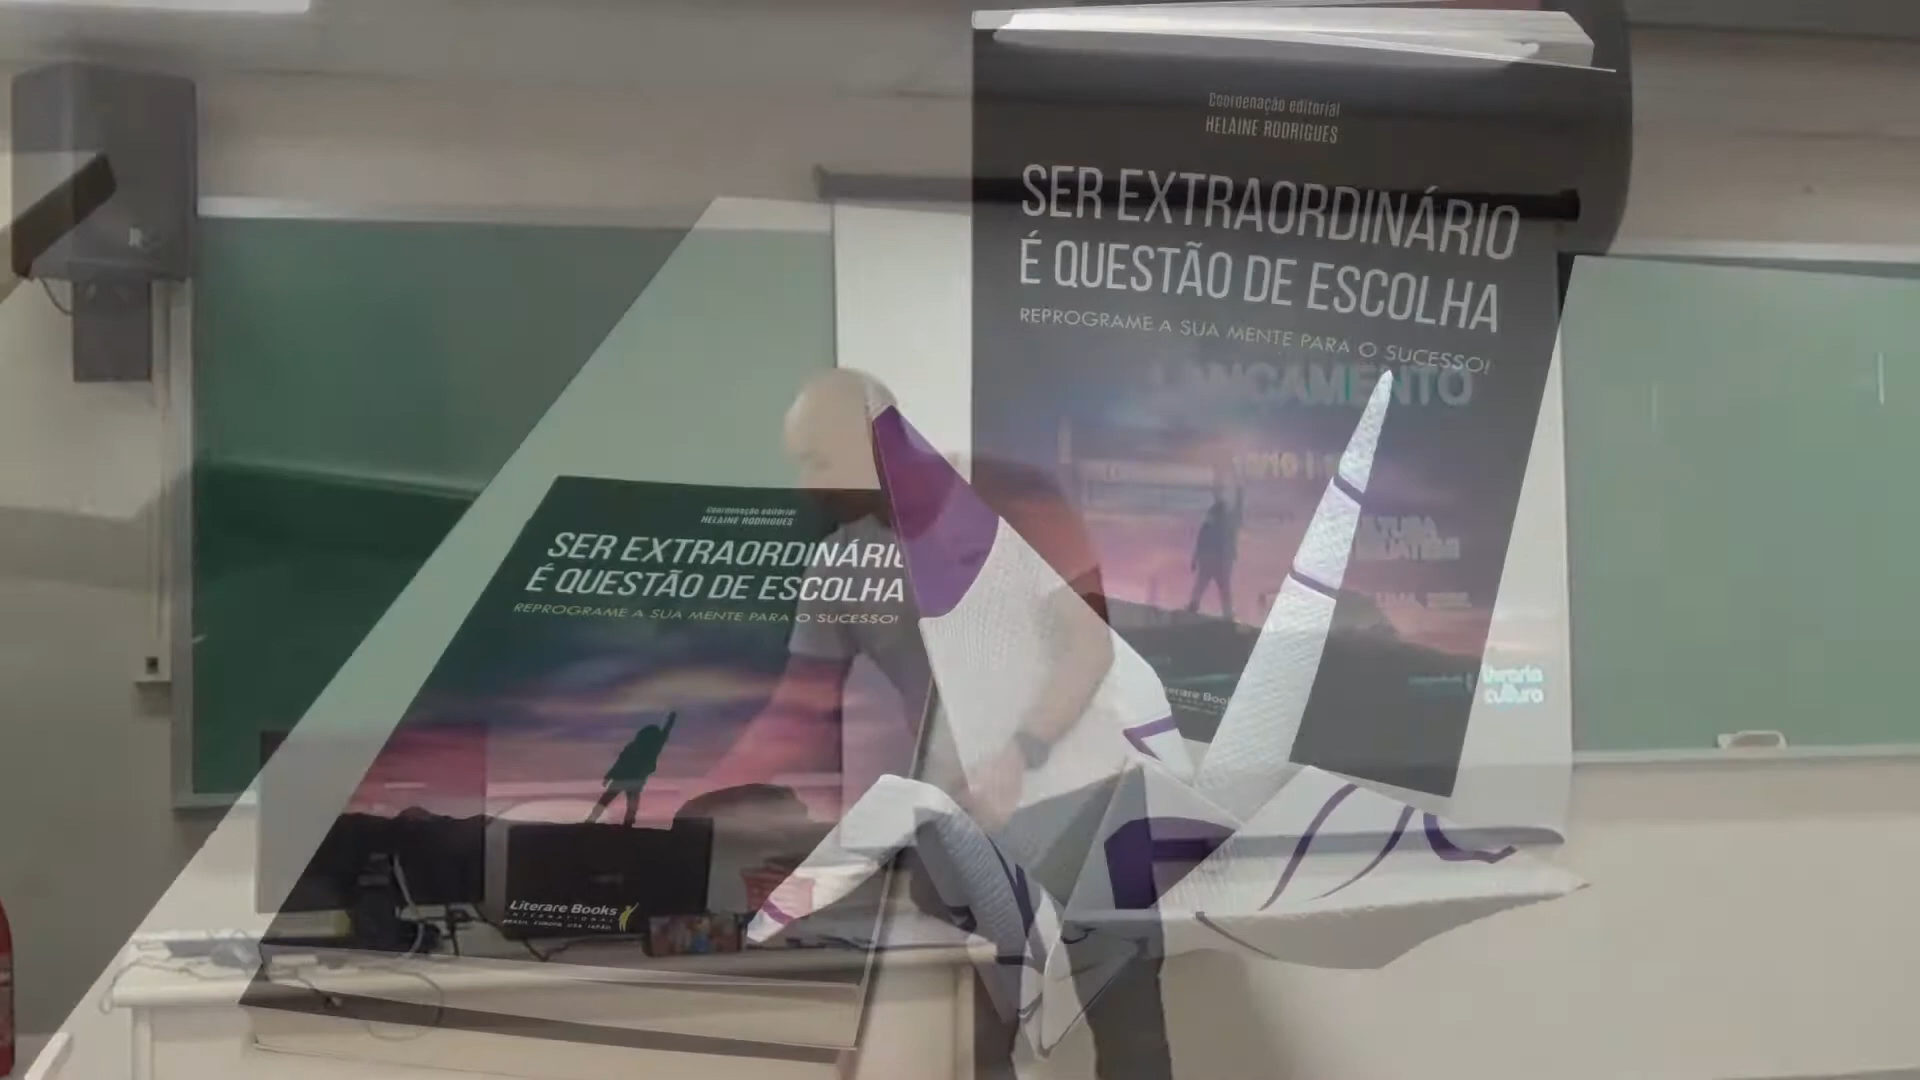 Coordenação editorial
HELAINE RODRIGUES
SER EXTRAORDINÁRIO
É QUESTÃO DE ESCOLHA
REPROGRAME A SUA MENTE PARA O SUCESSO!
LANÇAMENTO
livraria
cultura
Coordenação editorial
HELAINE RODRIGUES
SER EXTRAORDINÁRIO
É QUESTÃO DE ESCOLHA
REPROGRAME A SUA MENTE PARA O SUCESSO!
Literare Books
INTERNATIONAL
BRASIL · EUROPA · USA · JAPÃO